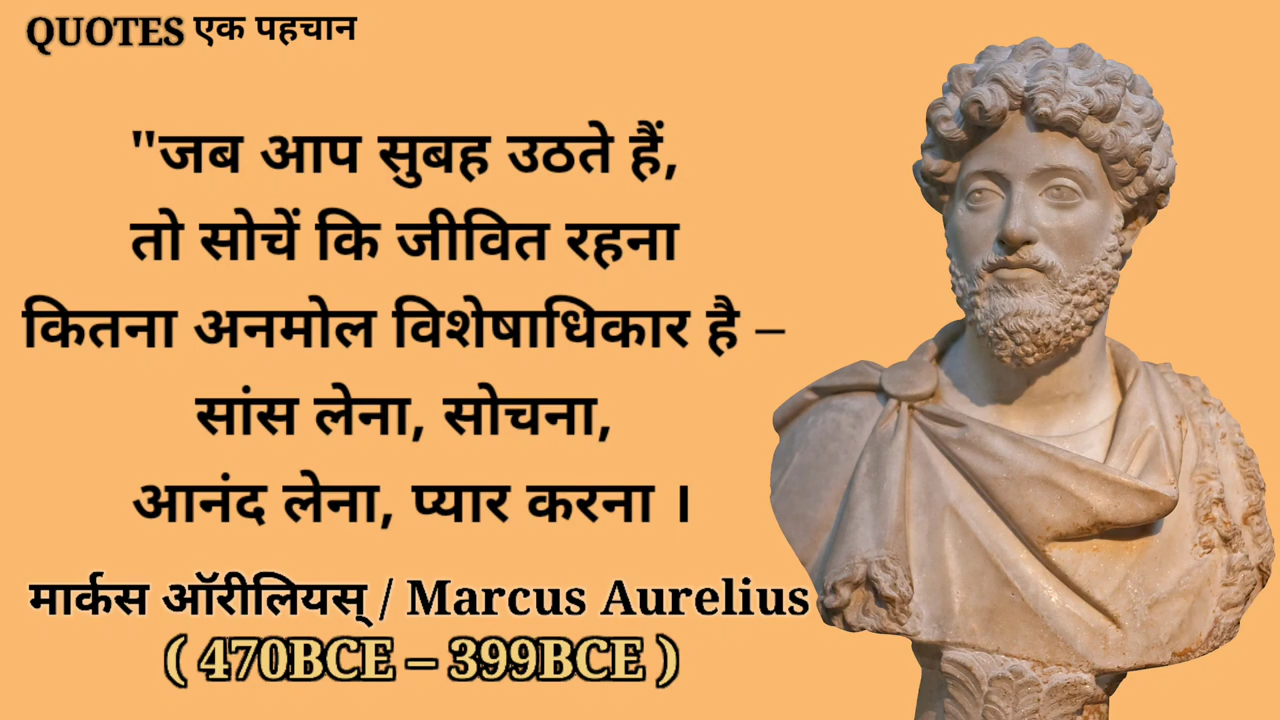 QUOTES एक पहचान
"जब आप सुबह उठते हैं,
तो सोचें कि जीवित रहना
कितना अनमोल विशेषाधिकार है –
सांस लेना, सोचना,
आनंद लेना, प्यार करना ।
मार्कस ऑरीलियस् / Marcus Aurelius
( 470BCE – 399BCE )